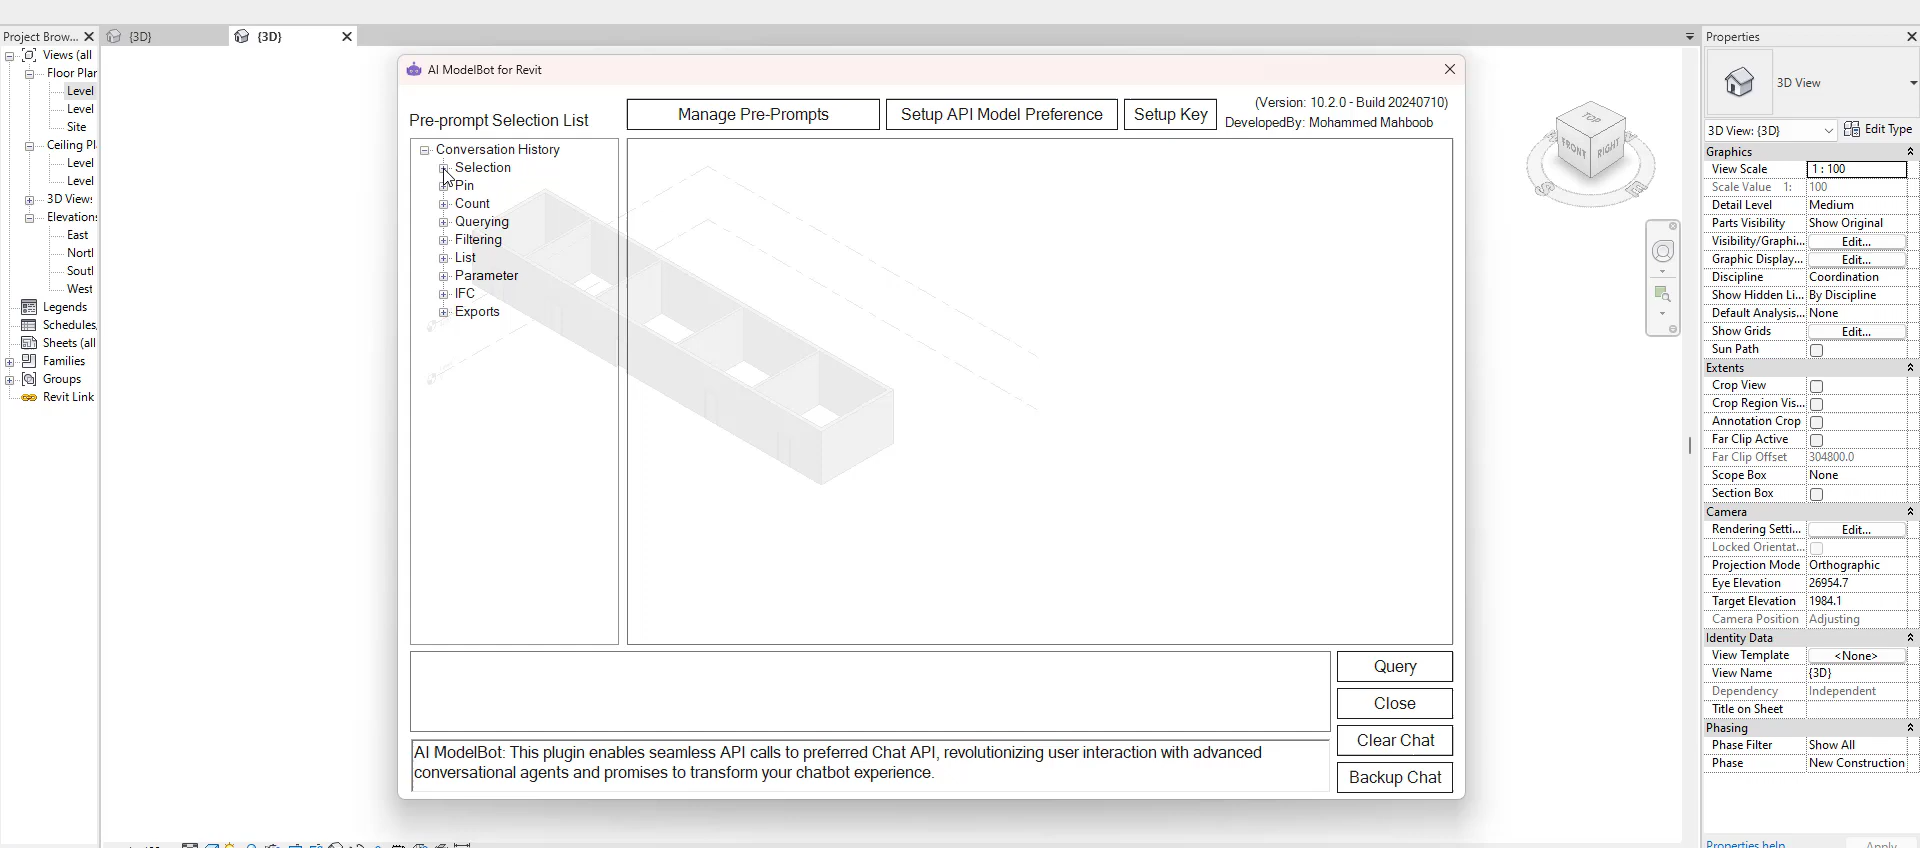 Project Brow...
{3D}
{3D}
Views (all
Floor Plan
Level
Level
Site
Ceiling Pl
Level
Level
3D View
Elevations
East
North
South
West
Legends
Schedules,
Sheets (all
Families
Groups
Revit Link
AI ModelBot for Revit
Pre-prompt Selection List
Manage Pre-Prompts
Setup API Model Preference
Setup Key
(Version: 10.2.0 - Build 20240710)
DevelopedBy: Mohammed Mahboob
Conversation History
Selection
Pin
Count
Querying
Filtering
List
Parameter
IFC
Exports
Query
Close
Clear Chat
Backup Chat
AI ModelBot: This plugin enables seamless API calls to preferred Chat API, revolutionizing user interaction with advanced
conversational agents and promises to transform your chatbot experience.
TOP
FRONT
RIGHT
Properties
3D View
3D View: {3D}
Edit Type
Graphics
View Scale 1 : 100
Scale Value 1: 100
Detail Level Medium
Parts Visibility Show Original
Visibility/Graphi... Edit...
Graphic Display... Edit...
Discipline Coordination
Show Hidden Li... By Discipline
Default Analysis... None
Show Grids Edit...
Sun Path
Extents
Crop View
Crop Region Vis...
Annotation Crop
Far Clip Active
Far Clip Offset 304800.0
Scope Box None
Section Box
Camera
Rendering Setti... Edit...
Locked Orientat...
Projection Mode Orthographic
Eye Elevation 26954.7
Target Elevation 1984.1
Camera Position Adjusting
Identity Data
View Template <None>
View Name {3D}
Dependency Independent
Title on Sheet
Phasing
Phase Filter Show All
Phase New Construction
Properties help
Apply